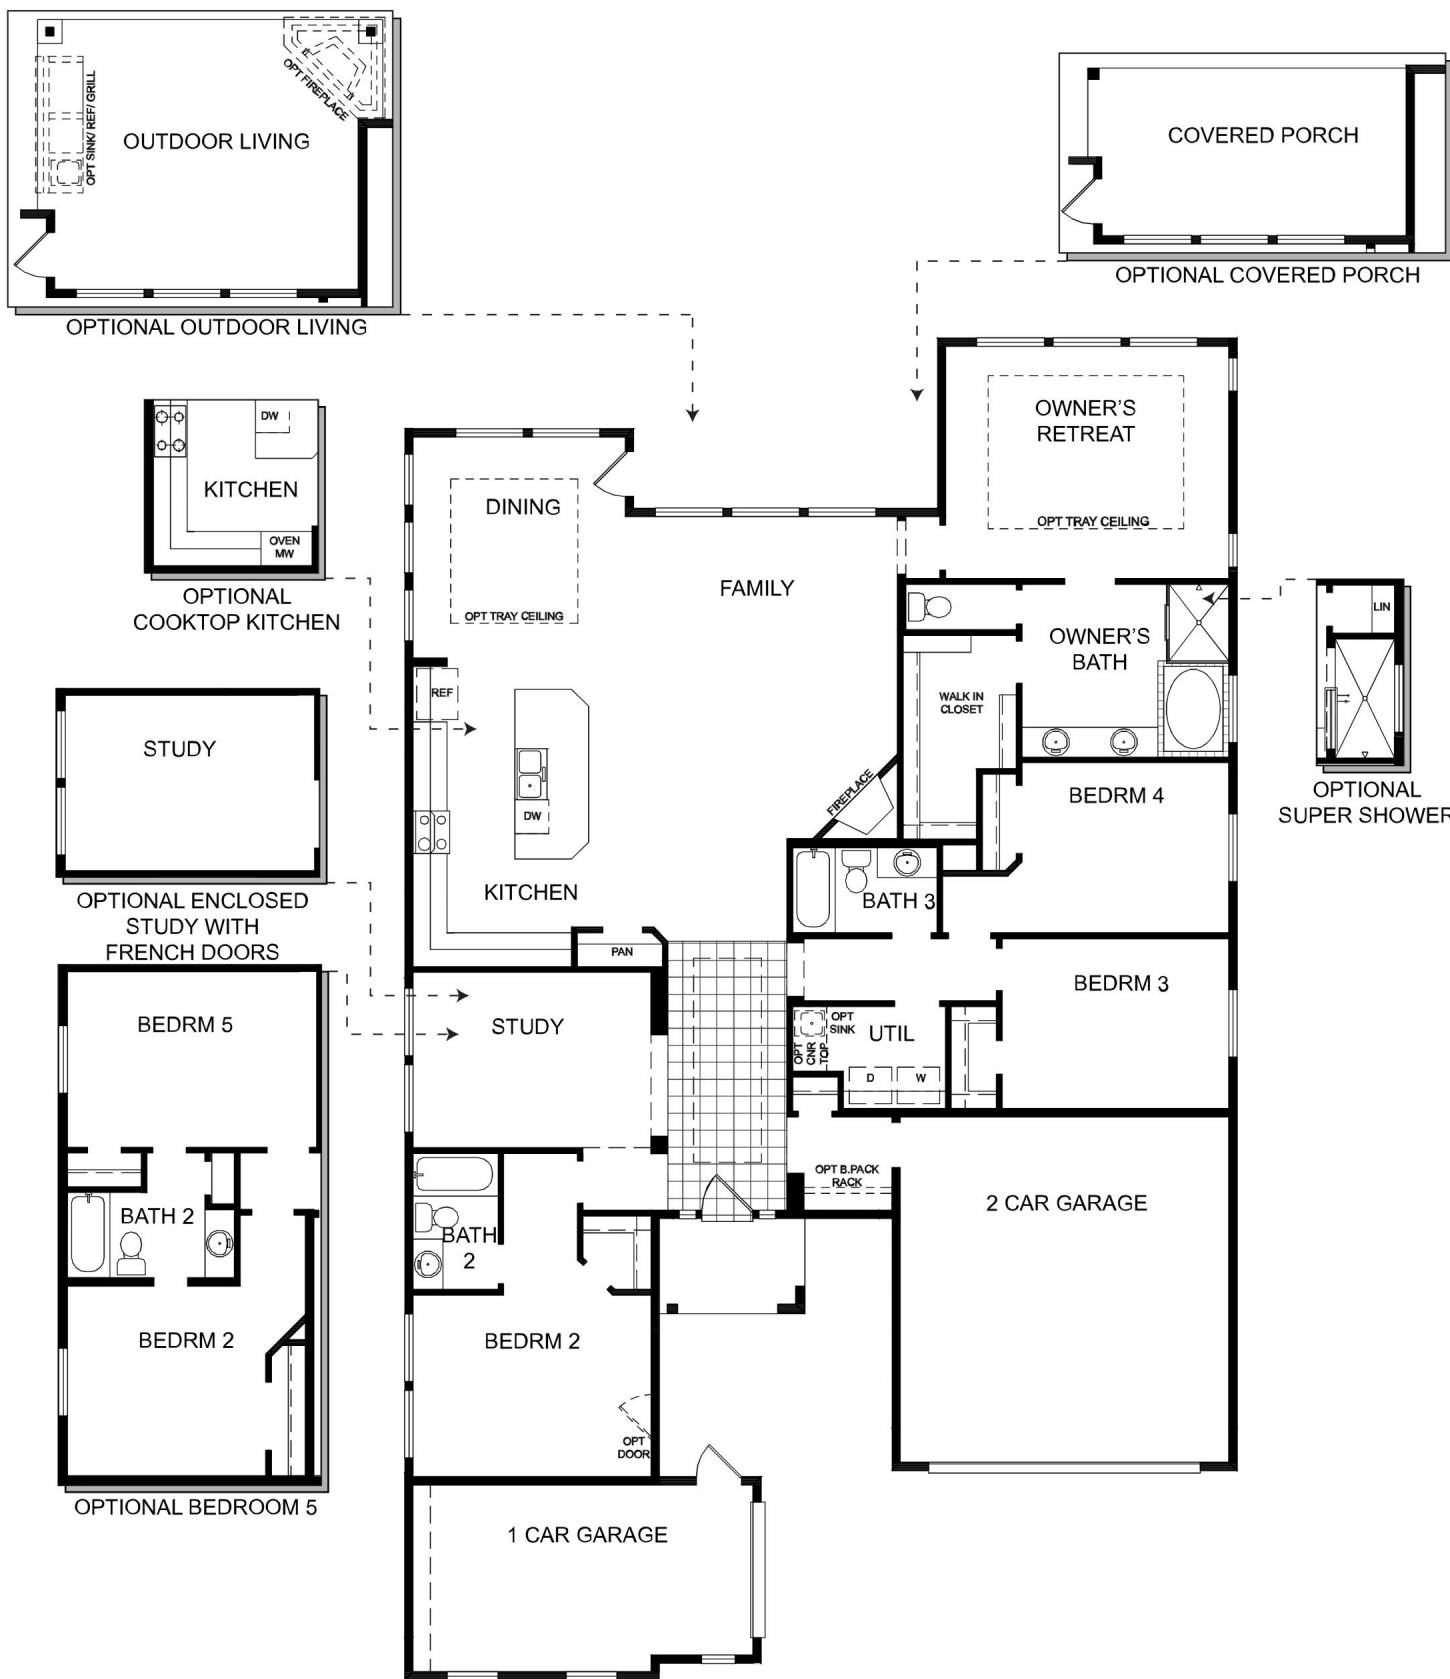 OPT FIREPLACE
OPT SINK/ REF/ GRILL
OUTDOOR LIVING
OPTIONAL OUTDOOR LIVING
COVERED PORCH
OPTIONAL COVERED PORCH
DW
KITCHEN
OVEN
MW
OPTIONAL
COOKTOP KITCHEN
OWNER'S
RETREAT
OPT TRAY CEILING
DINING
OPT TRAY CEILING
FAMILY
OWNER'S
BATH
LIN
OPTIONAL
SUPER SHOWER
REF
WALK IN
CLOSET
STUDY
OPTIONAL ENCLOSED
STUDY WITH
FRENCH DOORS
DW
KITCHEN
FIREPLACE
BEDRM 4
BATH 3
PAN
BEDRM 3
STUDY
OPT
SINK
OPT
CNR
TOP
UTIL
D
W
BEDRM 5
BATH 2
BEDRM 2
OPTIONAL BEDROOM 5
OPT B.PACK
RACK
2 CAR GARAGE
BATH
2
BEDRM 2
OPT
DOOR
1 CAR GARAGE